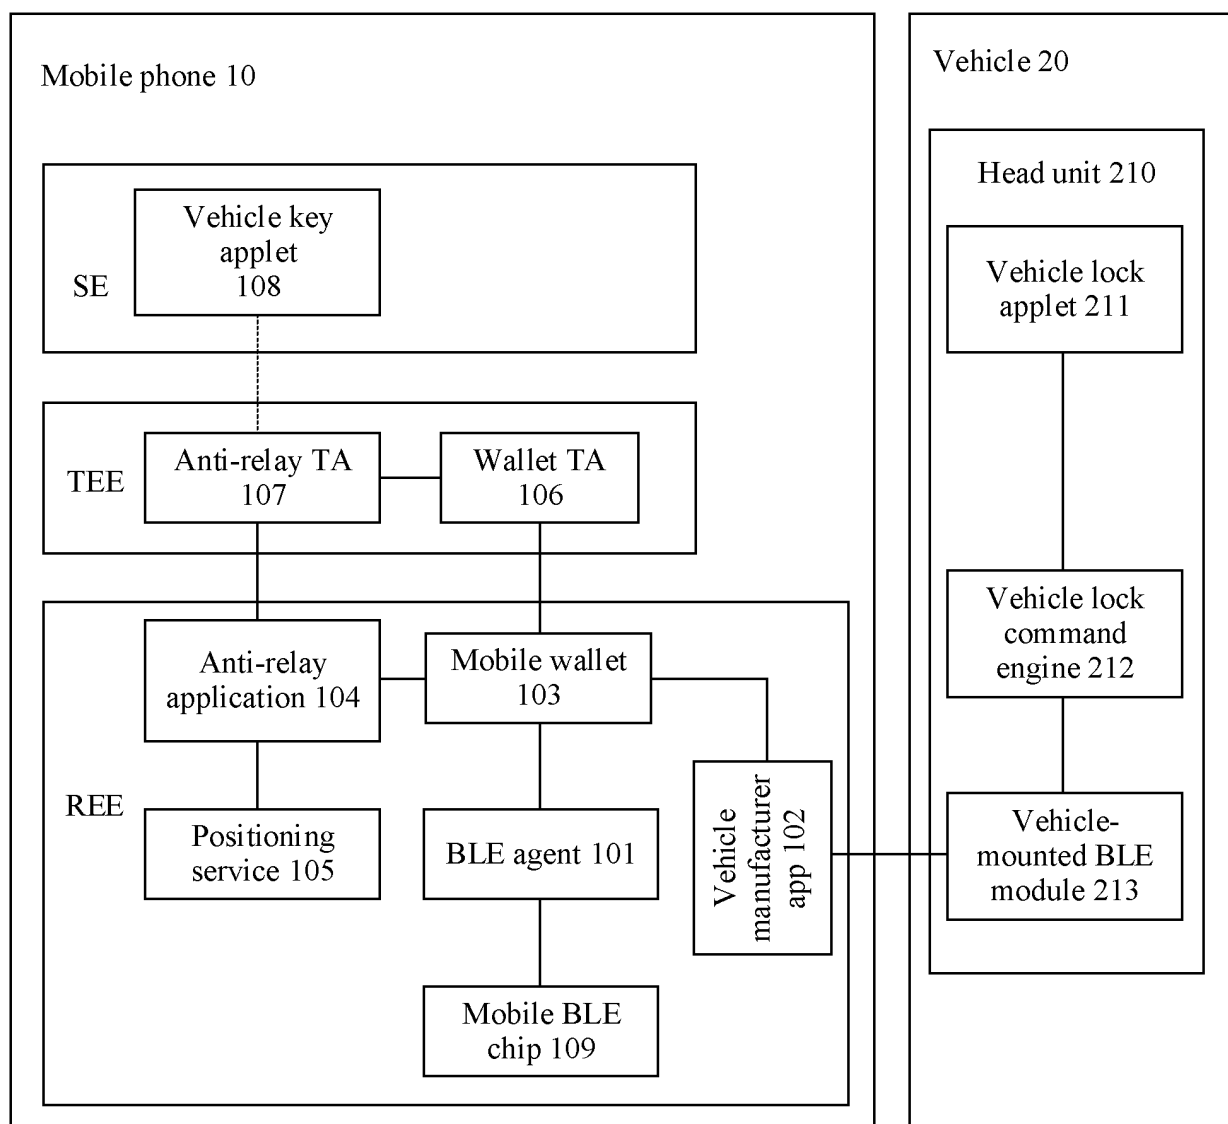 Mobile phone 10
SE
Vehicle key
applet
108
TEE
Anti-relay TA
107
Wallet TA
106
REE
Anti-relay
application 104
Mobile wallet
103
Positioning
service 105
BLE agent 101
Vehicle
manufacturer
app 102
Mobile BLE
chip 109
Vehicle 20
Head unit 210
Vehicle lock
applet 211
Vehicle lock
command
engine 212
Vehicle-
mounted BLE
module 213